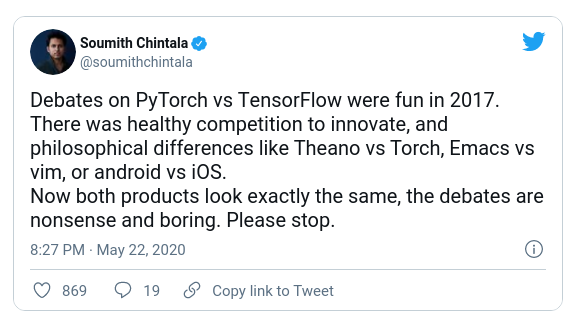 Soumith Chintala
@soumithchintala
Debates on PyTorch vs TensorFlow were fun in 2017.
There was healthy competition to innovate, and
philosophical differences like Theano vs Torch, Emacs vs
vim, or android vs iOS.
Now both products look exactly the same, the debates are
nonsense and boring. Please stop.
8:27 PM · May 22, 2020
869 19 Copy link to Tweet